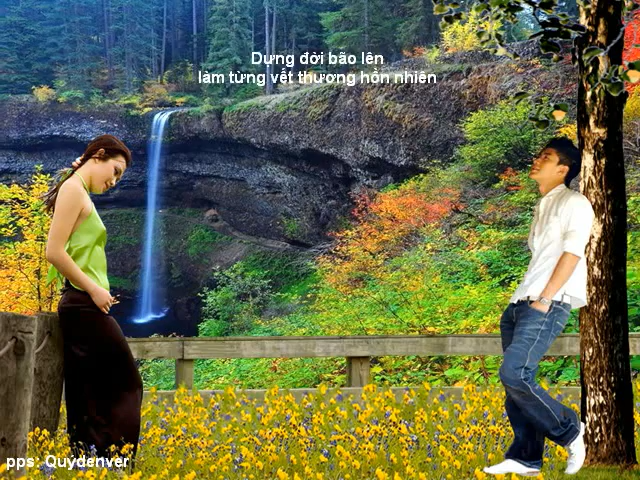 Dựng đời bão lên
làm từng vết thương hồn nhiên
pps: Quydenver